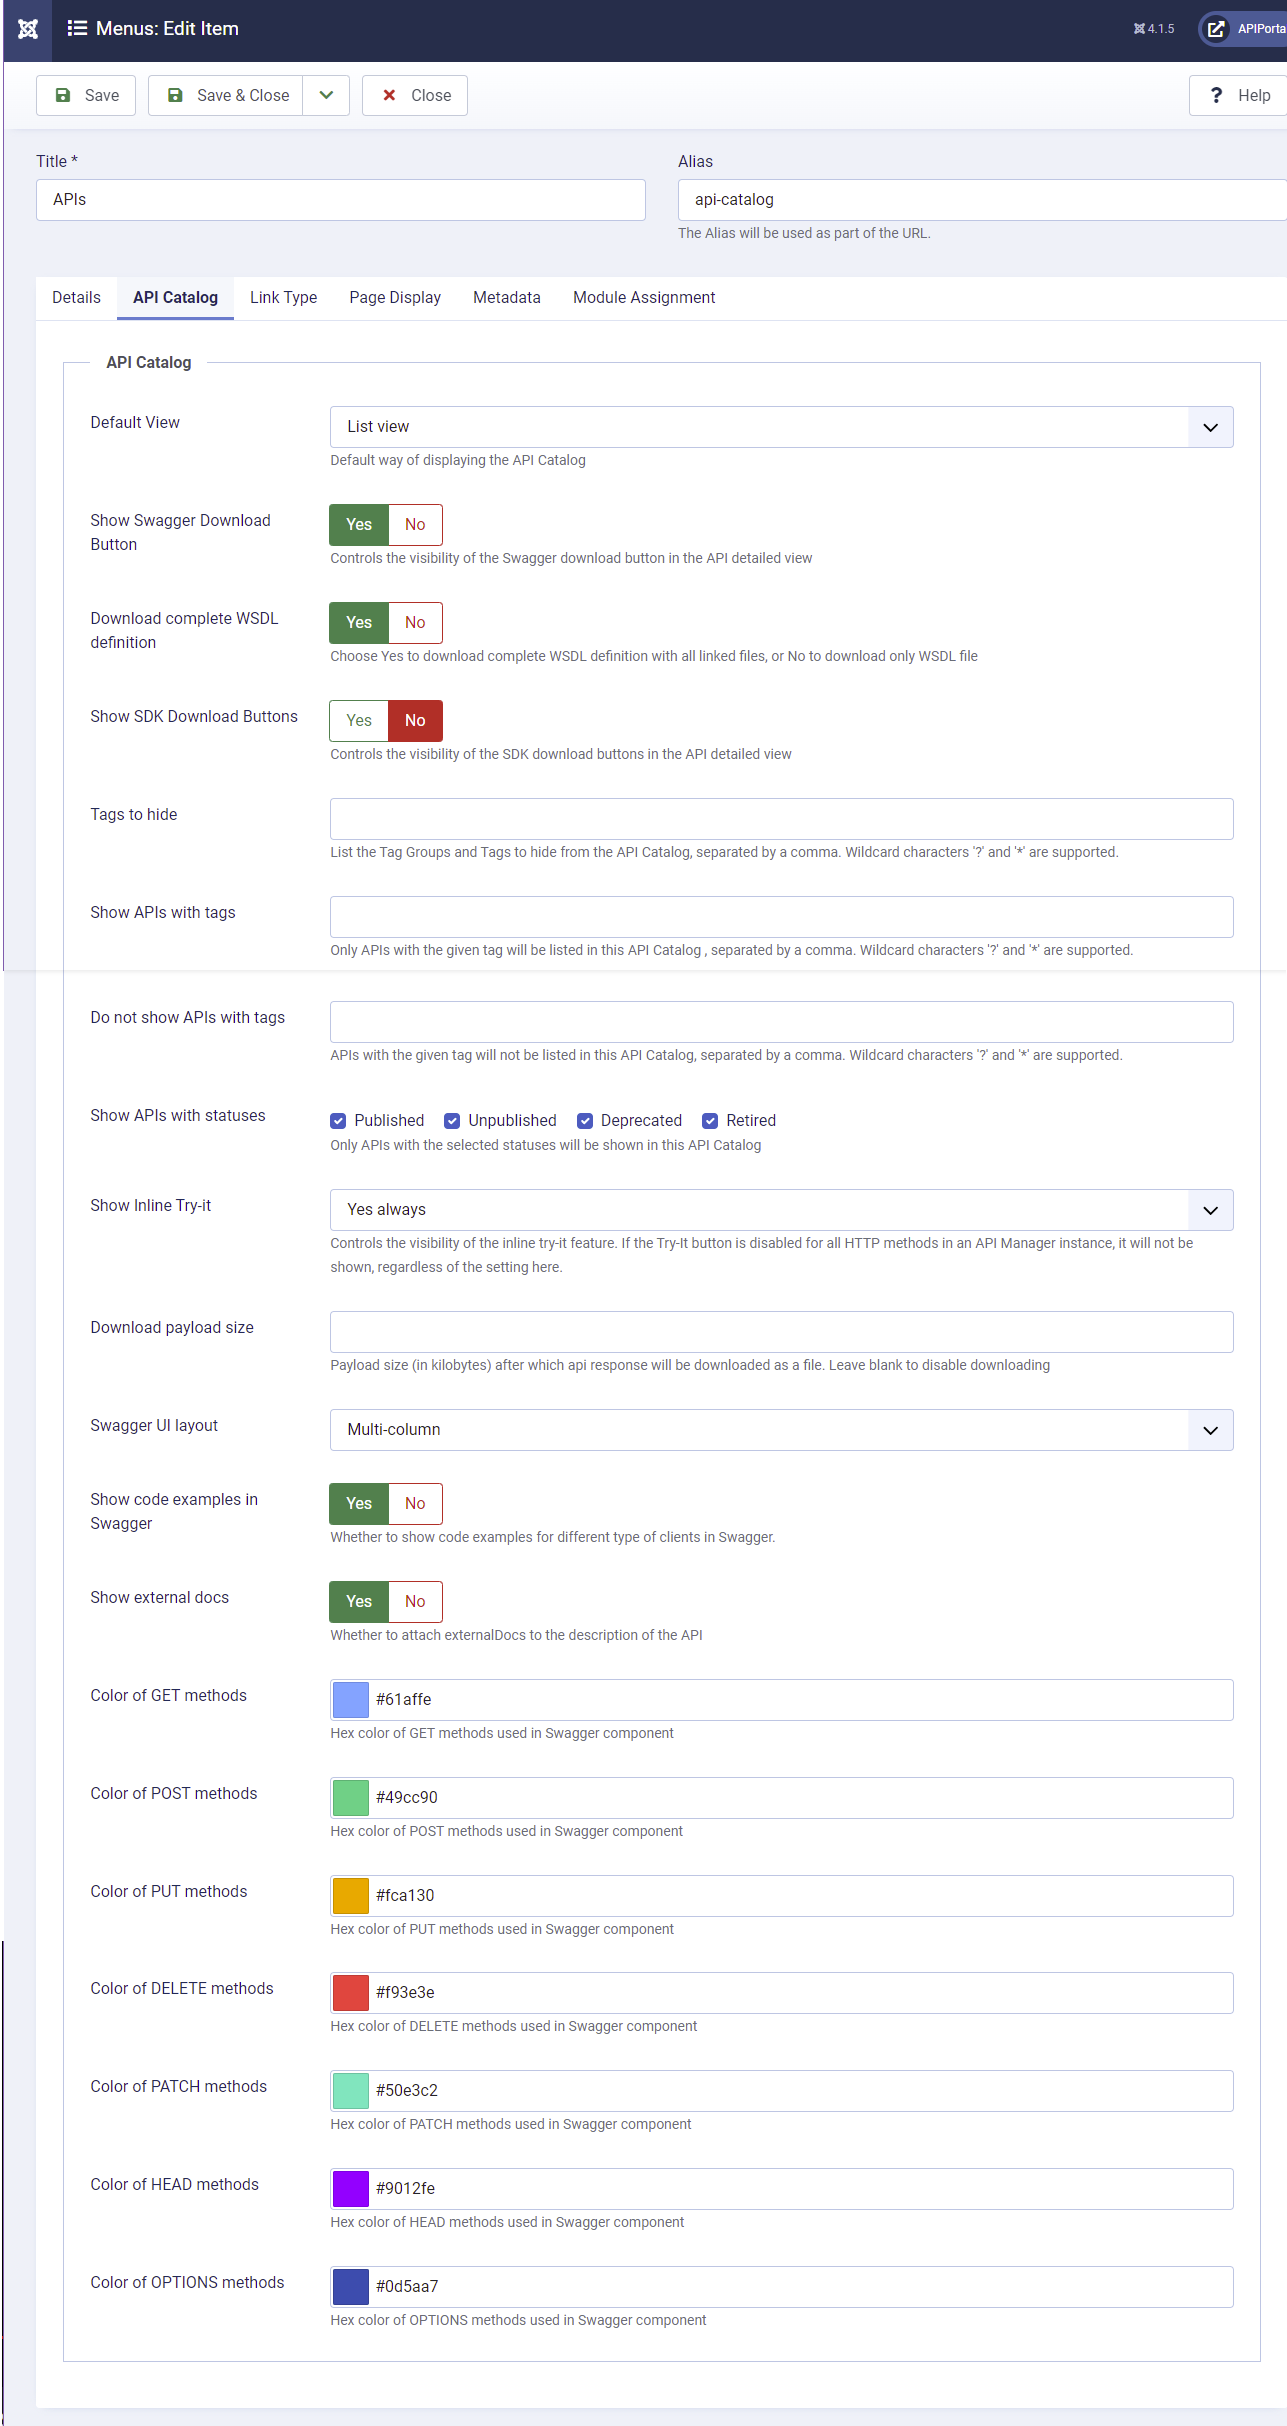 Menus: Edit Item
4.1.5
APIPorta
Save
Save & Close
Close
? Help
Title *
Alias
APIs
api-catalog
The Alias will be used as part of the URL.
Details
API Catalog
Link Type
Page Display
Metadata
Module Assignment
API Catalog
Default View
List view
Default way of displaying the API Catalog
Show Swagger Download
Button
Yes
No
Controls the visibility of the Swagger download button in the API detailed view
Download complete WSDL
definition
Yes
No
Choose Yes to download complete WSDL definition with all linked files, or No to download only WSDL file
Show SDK Download Buttons
Yes
No
Controls the visibility of the SDK download buttons in the API detailed view
Tags to hide
List the Tag Groups and Tags to hide from the API Catalog, separated by a comma. Wildcard characters '?' and '*' are supported.
Show APIs with tags
Only APIs with the given tag will be listed in this API Catalog , separated by a comma. Wildcard characters '?' and '*' are supported.
Do not show APIs with tags
APIs with the given tag will not be listed in this API Catalog, separated by a comma. Wildcard characters '?' and '*' are supported.
Show APIs with statuses
Published
Unpublished
Deprecated
Retired
Only APIs with the selected statuses will be shown in this API Catalog
Show Inline Try-it
Yes always
Controls the visibility of the inline try-it feature. If the Try-It button is disabled for all HTTP methods in an API Manager instance, it will not be
shown, regardless of the setting here.
Download payload size
Payload size (in kilobytes) after which api response will be downloaded as a file. Leave blank to disable downloading
Swagger UI layout
Multi-column
Show code examples in
Swagger
Yes
No
Whether to show code examples for different type of clients in Swagger.
Show external docs
Yes
No
Whether to attach externalDocs to the description of the API
Color of GET methods
#61affe
Hex color of GET methods used in Swagger component
Color of POST methods
#49cc90
Hex color of POST methods used in Swagger component
Color of PUT methods
#fca130
Hex color of PUT methods used in Swagger component
Color of DELETE methods
#f93e3e
Hex color of DELETE methods used in Swagger component
Color of PATCH methods
#50e3c2
Hex color of PATCH methods used in Swagger component
Color of HEAD methods
#9012fe
Hex color of HEAD methods used in Swagger component
Color of OPTIONS methods
#0d5aa7
Hex color of OPTIONS methods used in Swagger component